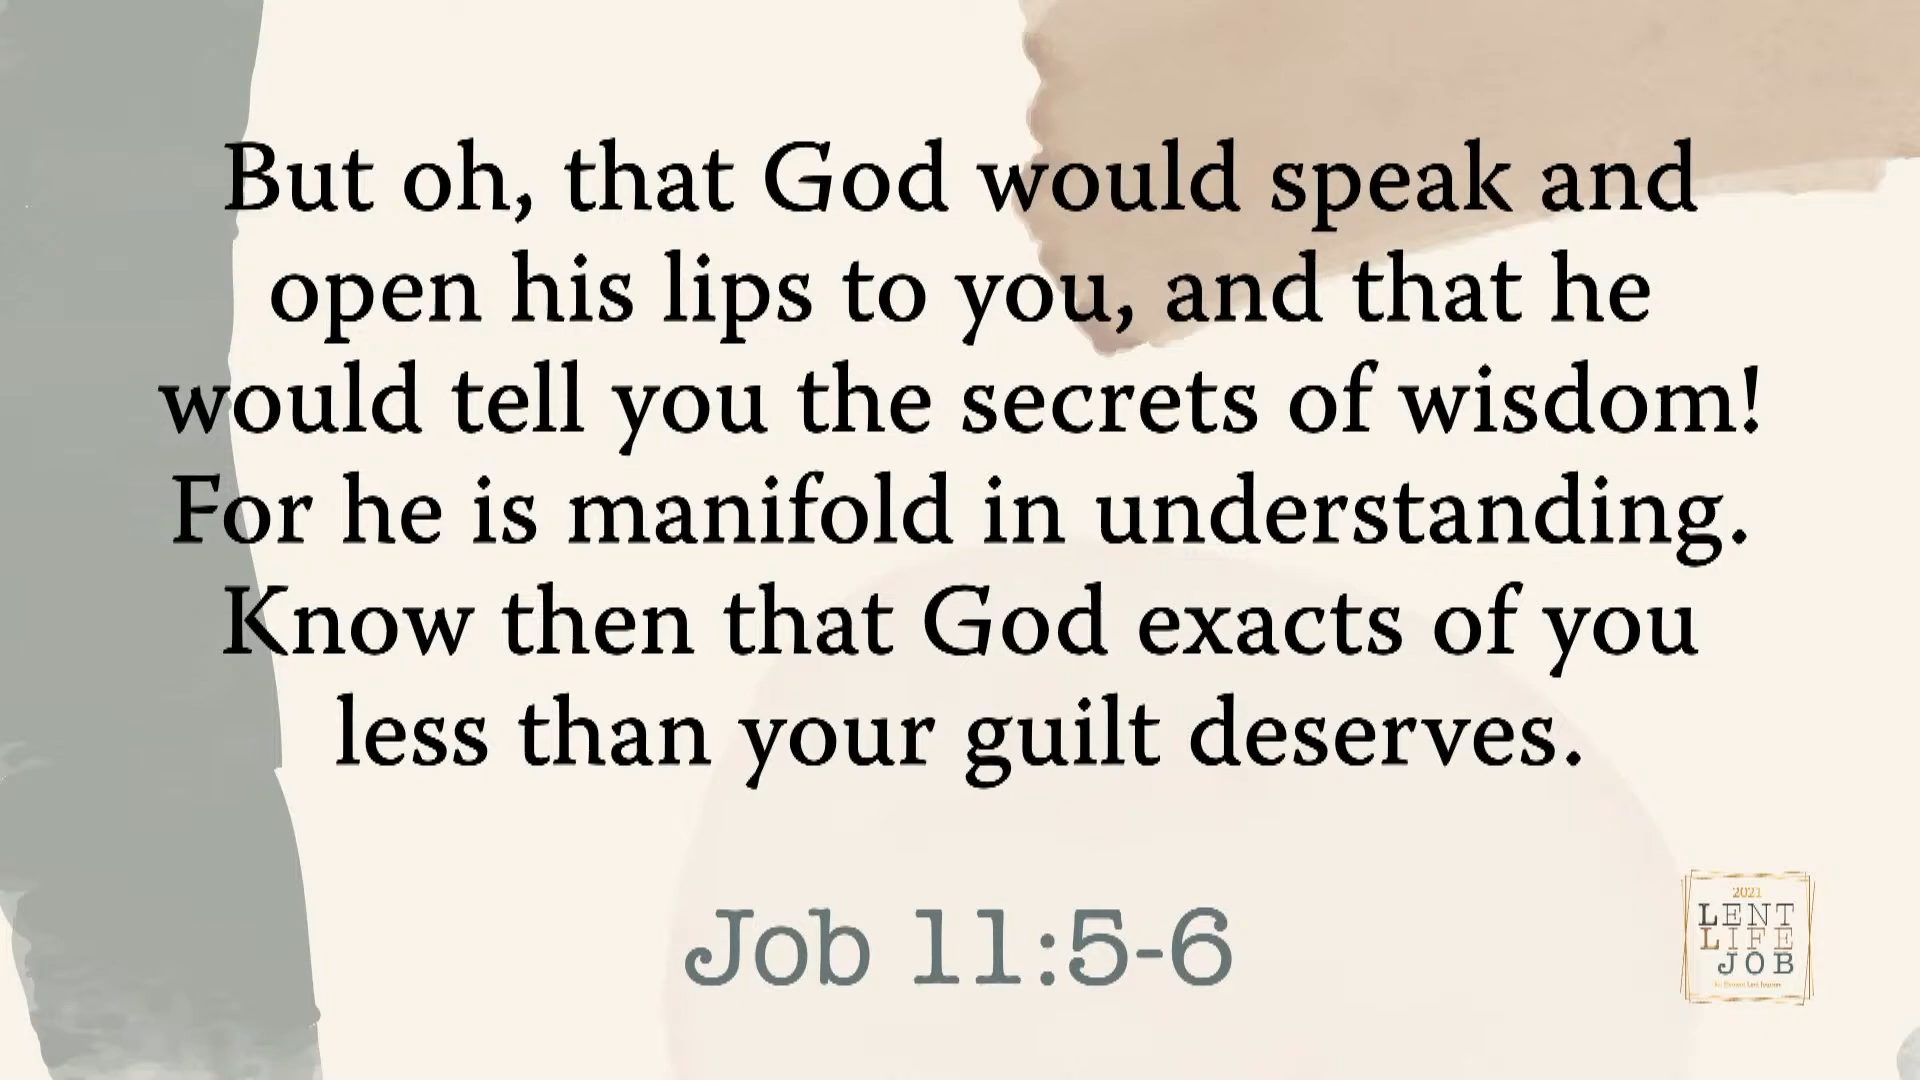 But oh, that God would speak and
open his lips to you, and that he
would tell you the secrets of wisdom!
For he is manifold in understanding.
Know then that God exacts of you
less than your guilt deserves.
Job 11:5-6
2021
LENT
LIFE
JOB